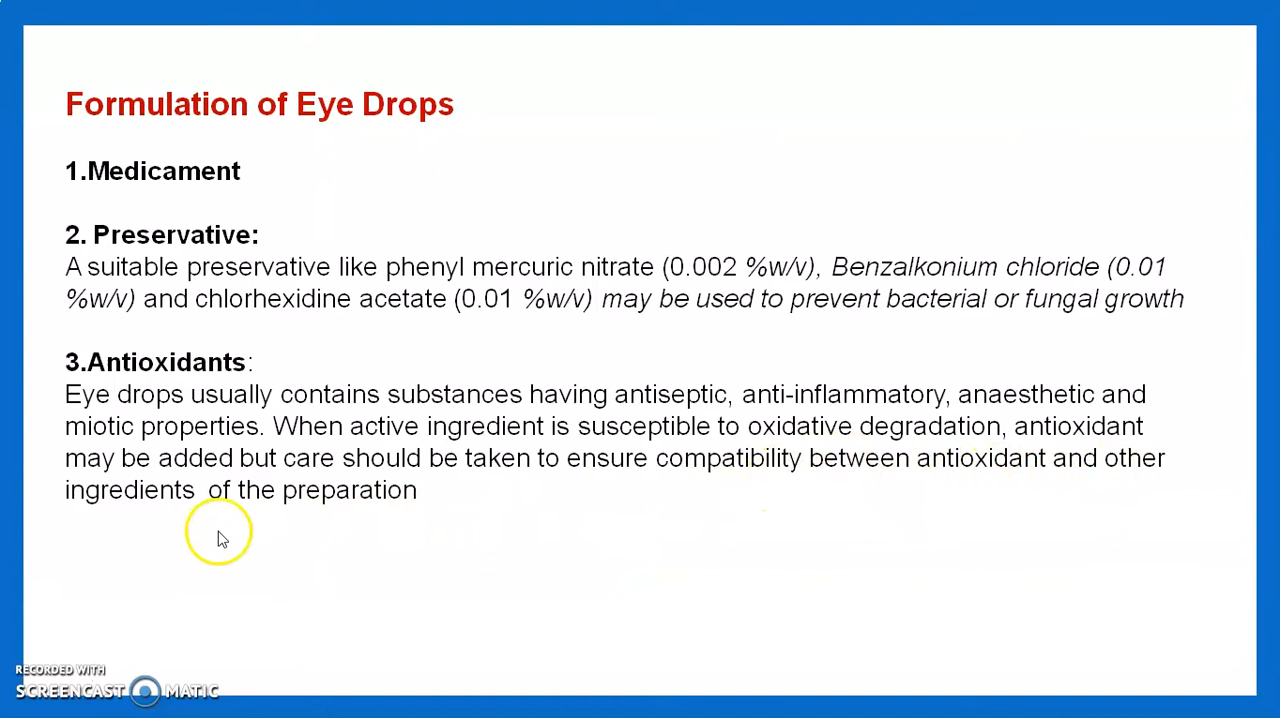 Formulation of Eye Drops
1.Medicament
2. Preservative:
A suitable preservative like phenyl mercuric nitrate (0.002 %w/v), Benzalkonium chloride (0.01
%w/v) and chlorhexidine acetate (0.01 %w/v) may be used to prevent bacterial or fungal growth
3.Antioxidants:
Eye drops usually contains substances having antiseptic, anti-inflammatory, anaesthetic and
miotic properties. When active ingredient is susceptible to oxidative degradation, antioxidant
may be added but care should be taken to ensure compatibility between antioxidant and other
ingredients of the preparation
RECORDED WITH
SCREENCAST MATIC